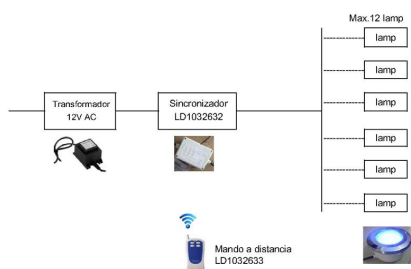 Max.12 lamp
lamp
lamp
lamp
lamp
lamp
lamp
Transformador
12V AC
Sincronizador
LD1032632
Mando a distancia
LD1032633